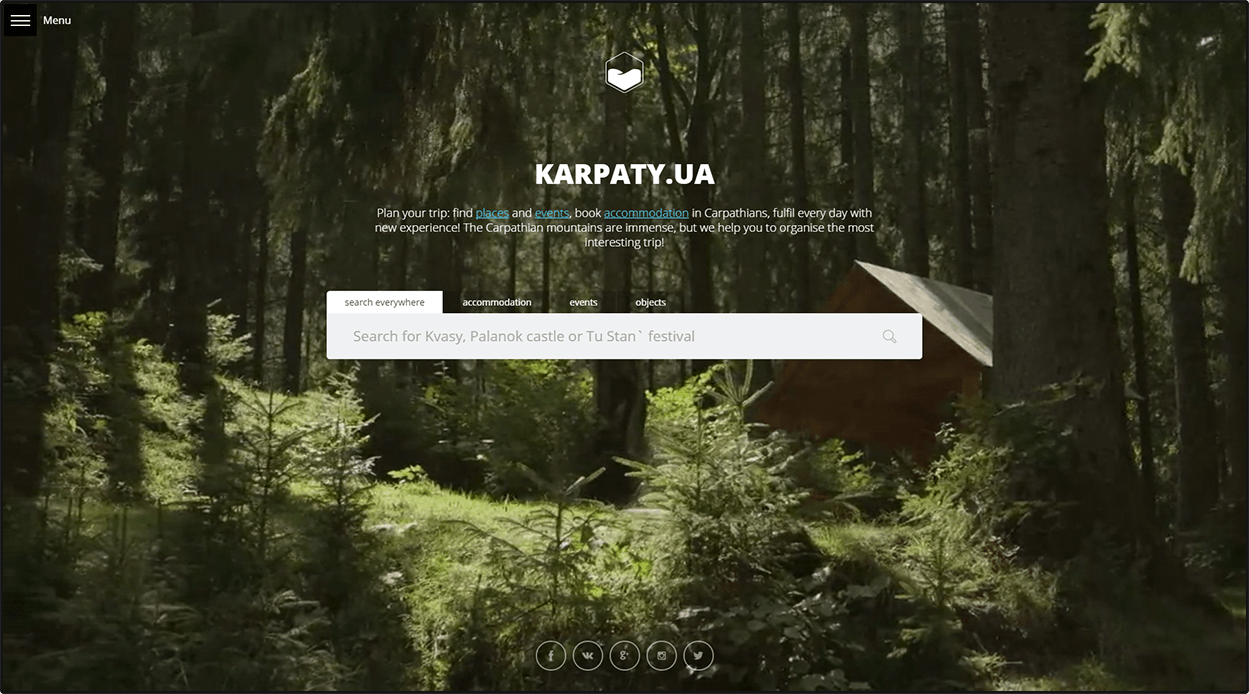 Menu
KARPATY.UA
Plan your trip: find places and events, book accommodation in Carpathians, fulfil every day with
new experience! The Carpathian mountains are immense, but we help you to organise the most
interesting trip!
search everywhere accommodation events objects
Search for Kvasy, Palanok castle or Tu Stan` festival